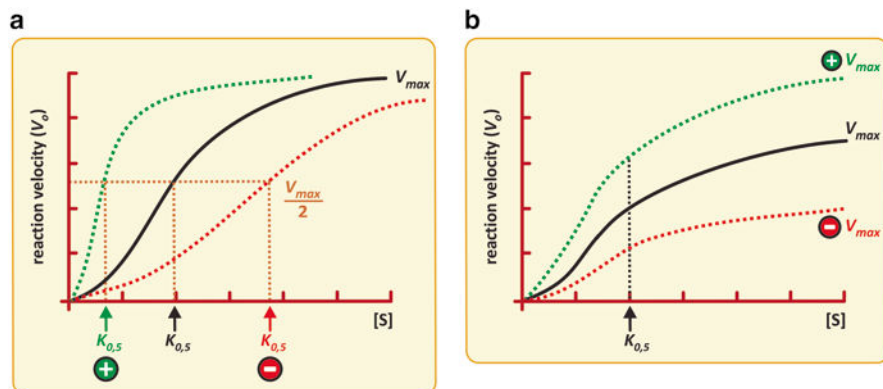 a
reaction velocity (Vo)
Vmax
Vmax
2
[S]
K0,5
K0,5
K0,5
+
−
b
reaction velocity (Vo)
+ Vmax
Vmax
− Vmax
[S]
K0,5